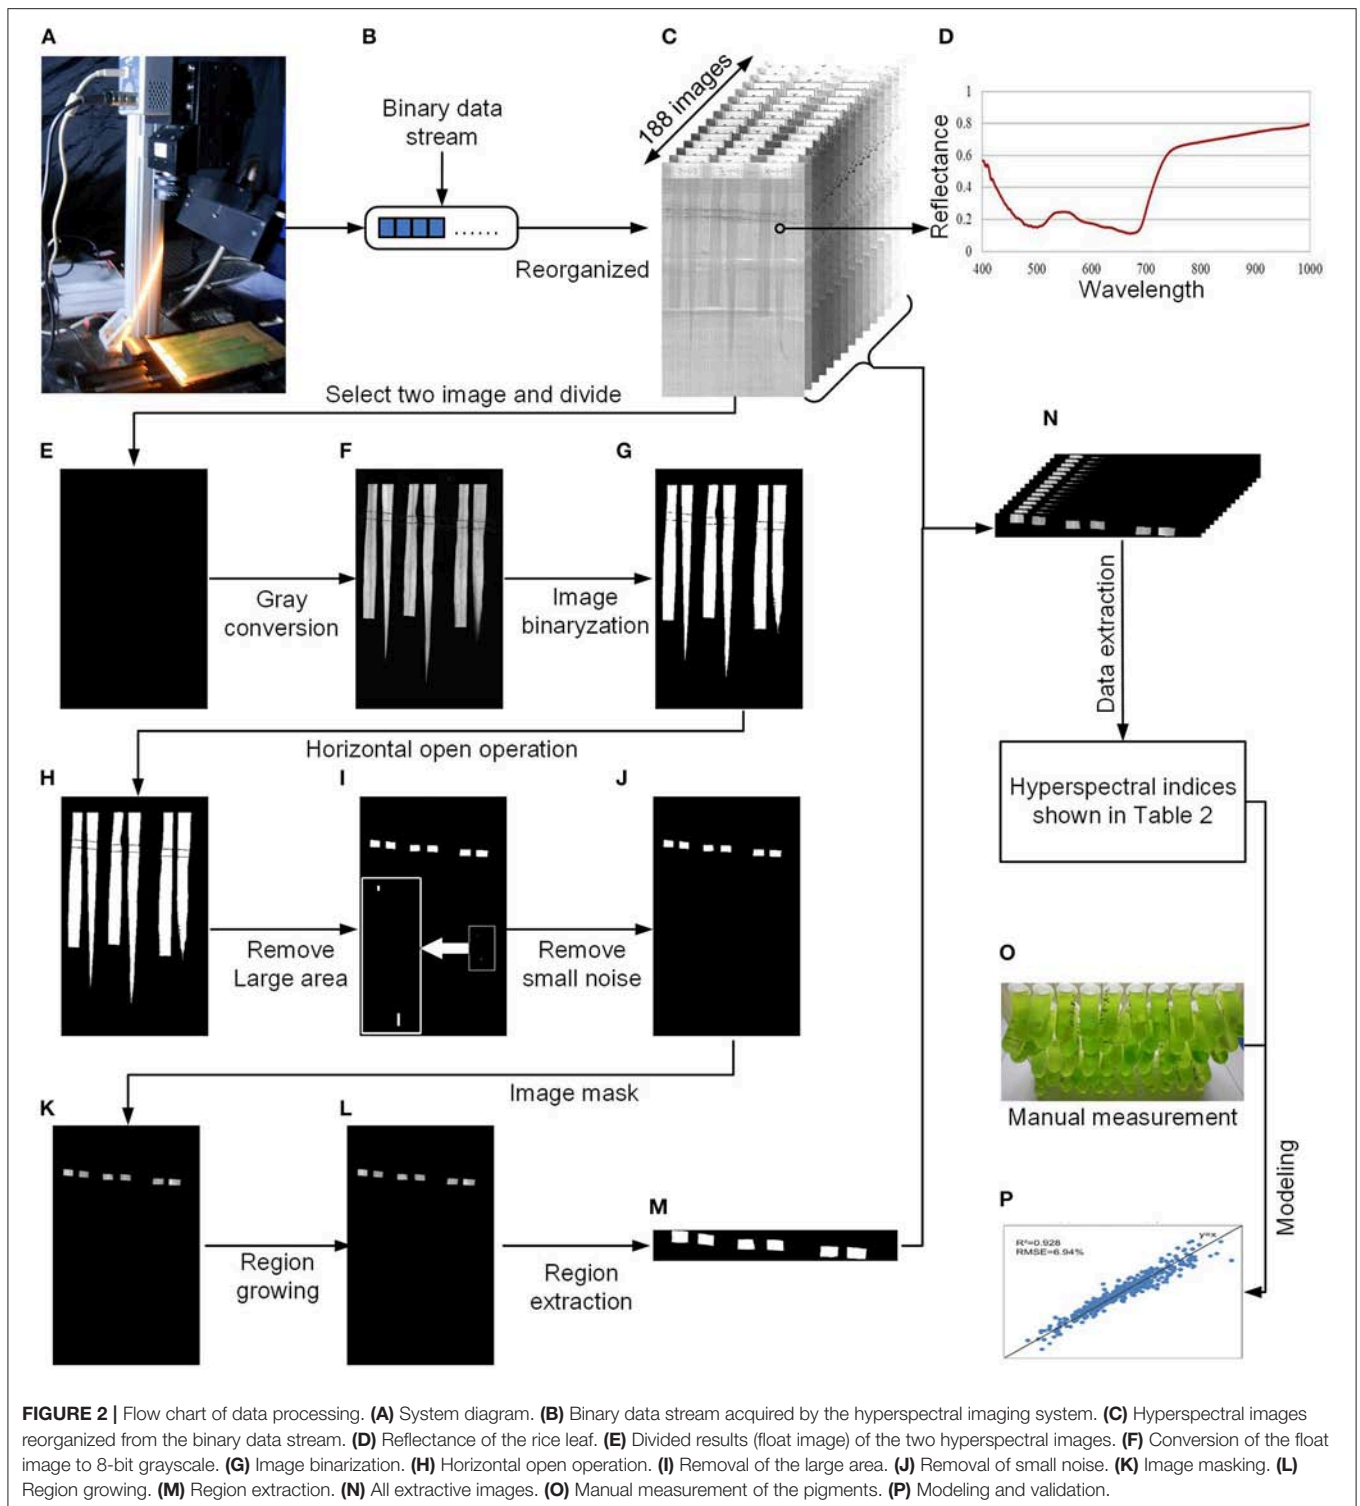 A
B
C
D
Binary data
stream
188 images
Reorganized
Reflectance
1
0.8
0.6
0.4
0.2
0
400 500 600 700 800 900 1000
Wavelength
Select two image and divide
E
F
G
N
Gray
conversion
Image
binaryzation
Data extraction
Horizontal open operation
H
I
J
Hyperspectral indices
shown in Table 2
Remove
Large area
Remove
small noise
O
Manual measurement
Image mask
K
L
M
Region
growing
Region
extraction
Modeling
P
R²=0.928
RMSE=6.94%
y=x
FIGURE 2 | Flow chart of data processing. (A) System diagram. (B) Binary data stream acquired by the hyperspectral imaging system. (C) Hyperspectral images
reorganized from the binary data stream. (D) Reflectance of the rice leaf. (E) Divided results (float image) of the two hyperspectral images. (F) Conversion of the float
image to 8-bit grayscale. (G) Image binarization. (H) Horizontal open operation. (I) Removal of the large area. (J) Removal of small noise. (K) Image masking. (L)
Region growing. (M) Region extraction. (N) All extractive images. (O) Manual measurement of the pigments. (P) Modeling and validation.